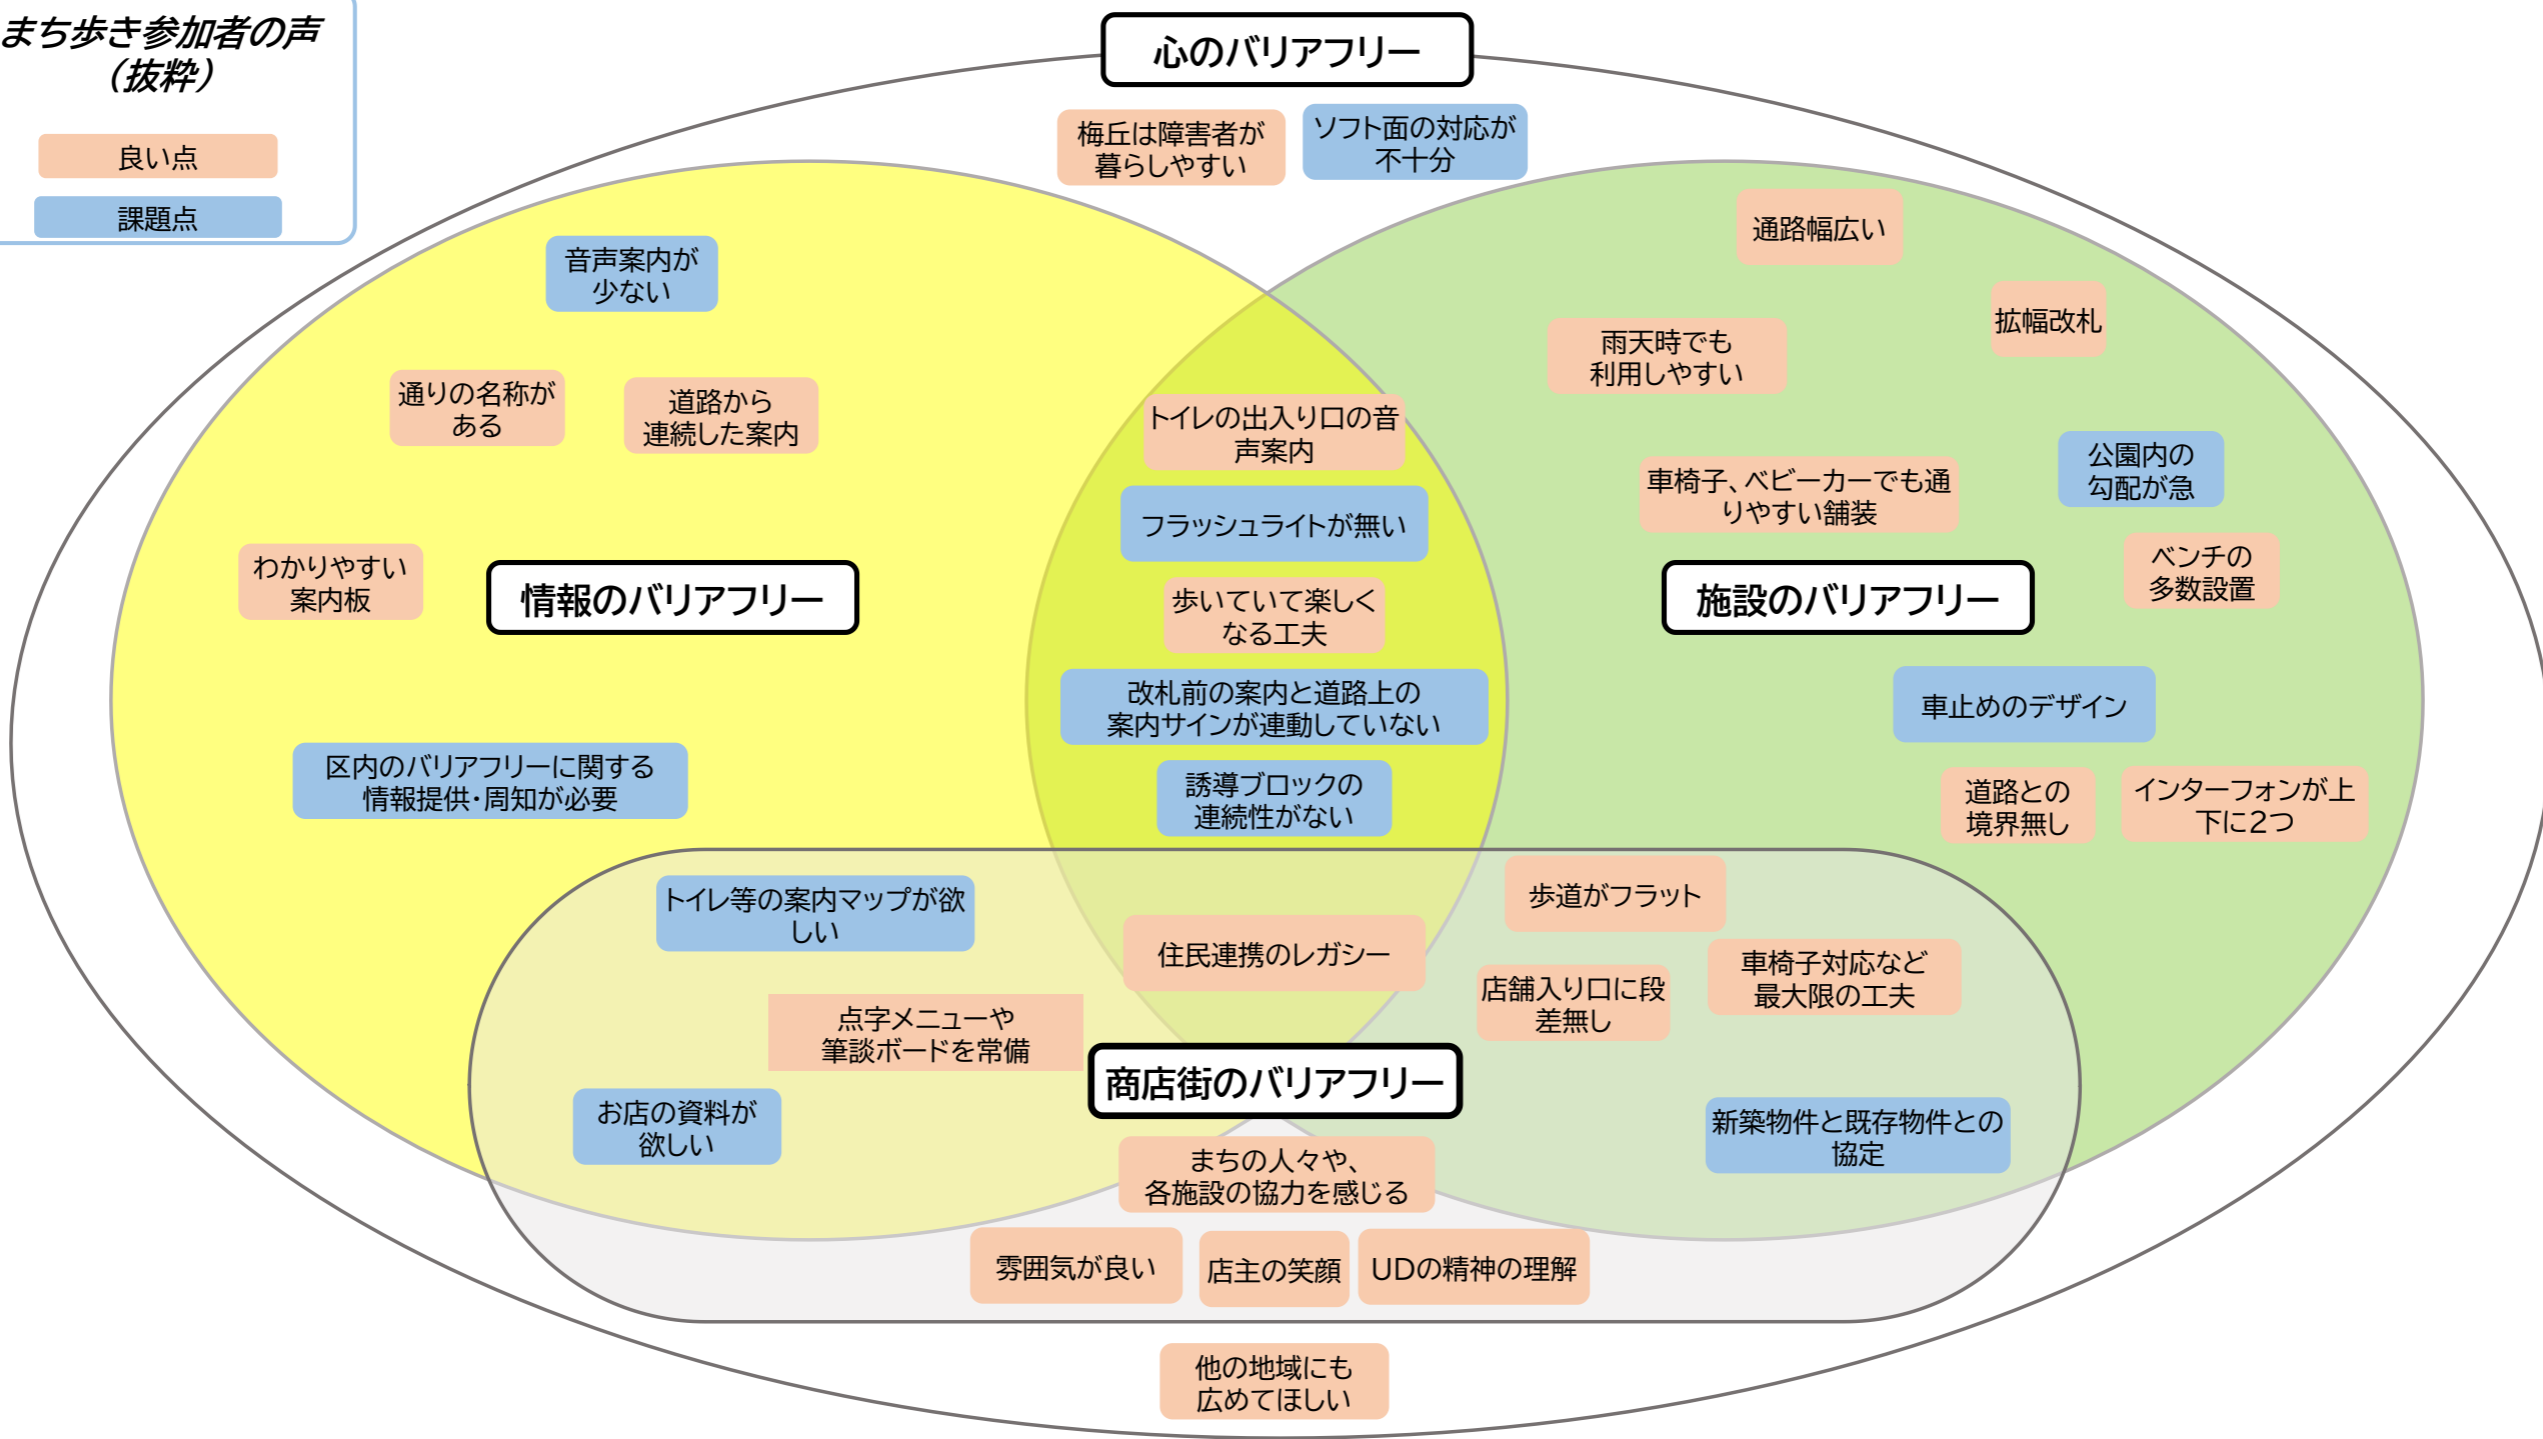 まち歩き参加者の声
（抜粋）
良い点
課題点
心のバリアフリー
梅丘は障害者が
暮らしやすい
ソフト面の対応が
不十分
音声案内が
少ない
通りの名称が
ある
道路から
連続した案内
わかりやすい
案内板
情報のバリアフリー
区内のバリアフリーに関する
情報提供・周知が必要
トイレの出入り口の音
声案内
フラッシュライトが無い
歩いていて楽しく
なる工夫
改札前の案内と道路上の
案内サインが連動していない
誘導ブロックの
連続性がない
通路幅広い
拡幅改札
雨天時でも
利用しやすい
車椅子、ベビーカーでも通
りやすい舗装
公園内の
勾配が急
ベンチの
多数設置
施設のバリアフリー
車止めのデザイン
道路との
境界無し
インターフォンが上
下に2つ
トイレ等の案内マップが欲
しい
点字メニューや
筆談ボードを常備
お店の資料が
欲しい
住民連携のレガシー
歩道がフラット
店舗入り口に段
差無し
車椅子対応など
最大限の工夫
新築物件と既存物件との
協定
商店街のバリアフリー
まちの人々や、
各施設の協力を感じる
雰囲気が良い
店主の笑顔
UDの精神の理解
他の地域にも
広めてほしい